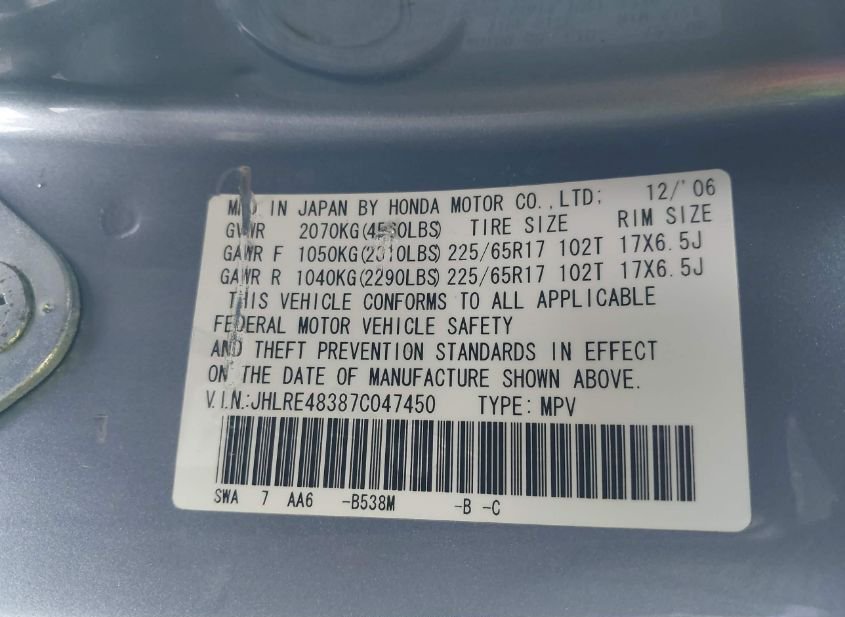 MFD. IN JAPAN BY HONDA MOTOR CO.,LTD; 12/'06
GVWR 2070KG TIRE SIZE RIM SIZE
GAWR F 1050KG(2310LBS) 225/65R17 102T 17X6.5J
GAWR R 1040KG(2290LBS) 225/65R17 102T 17X6.5J
THIS VEHICLE CONFORMS TO ALL APPLICABLE
FEDERAL MOTOR VEHICLE SAFETY
AND THEFT PREVENTION STANDARDS IN EFFECT
ON THE DATE OF MANUFACTURE SHOWN ABOVE.
V.I.N.:JHLRE48387C047450 TYPE: MPV
SWA 7 AA6 -B538M -B -C